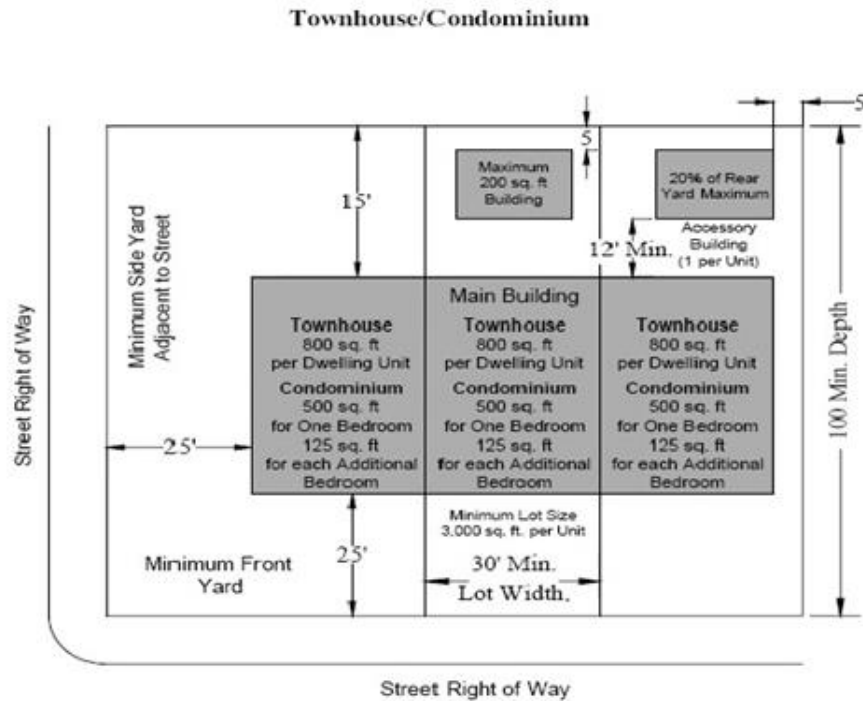 Townhouse/Condominium
5
5
Maximum
200 sq. ft
Building
20% of Rear
Yard Maximum
15'
Accessory
Building
(1 per Unit)
12' Min.
Minimum Side Yard
Adjacent to Street
Street Right of Way
Main Building
Townhouse
800 sq. ft
per Dwelling Unit
Condominium
500 sq. ft
for One Bedroom
125 sq. ft
for each Additional
Bedroom
Townhouse
800 sq. ft
per Dwelling Unit
Condominium
500 sq. ft
for One Bedroom
125 sq. ft
for each Additional
Bedroom
Townhouse
800 sq. ft
per Dwelling Unit
Condominium
500 sq. ft
for One Bedroom
125 sq. ft
for each Additional
Bedroom
100 Min. Depth
25'
Minimum Lot Size
3,000 sq. ft. per Unit
25'
Minimum Front
Yard
30' Min.
Lot Width.
Street Right of Way